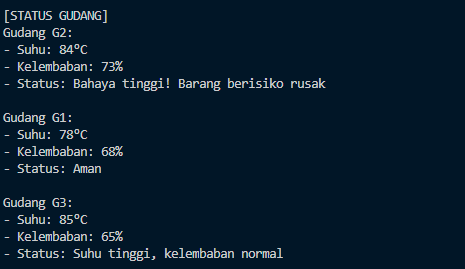 [STATUS GUDANG]
Gudang G2:
- Suhu: 84°C
- Kelembaban: 73%
- Status: Bahaya tinggi! Barang berisiko rusak
Gudang G1:
- Suhu: 78°C
- Kelembaban: 68%
- Status: Aman
Gudang G3:
- Suhu: 85°C
- Kelembaban: 65%
- Status: Suhu tinggi, kelembaban normal